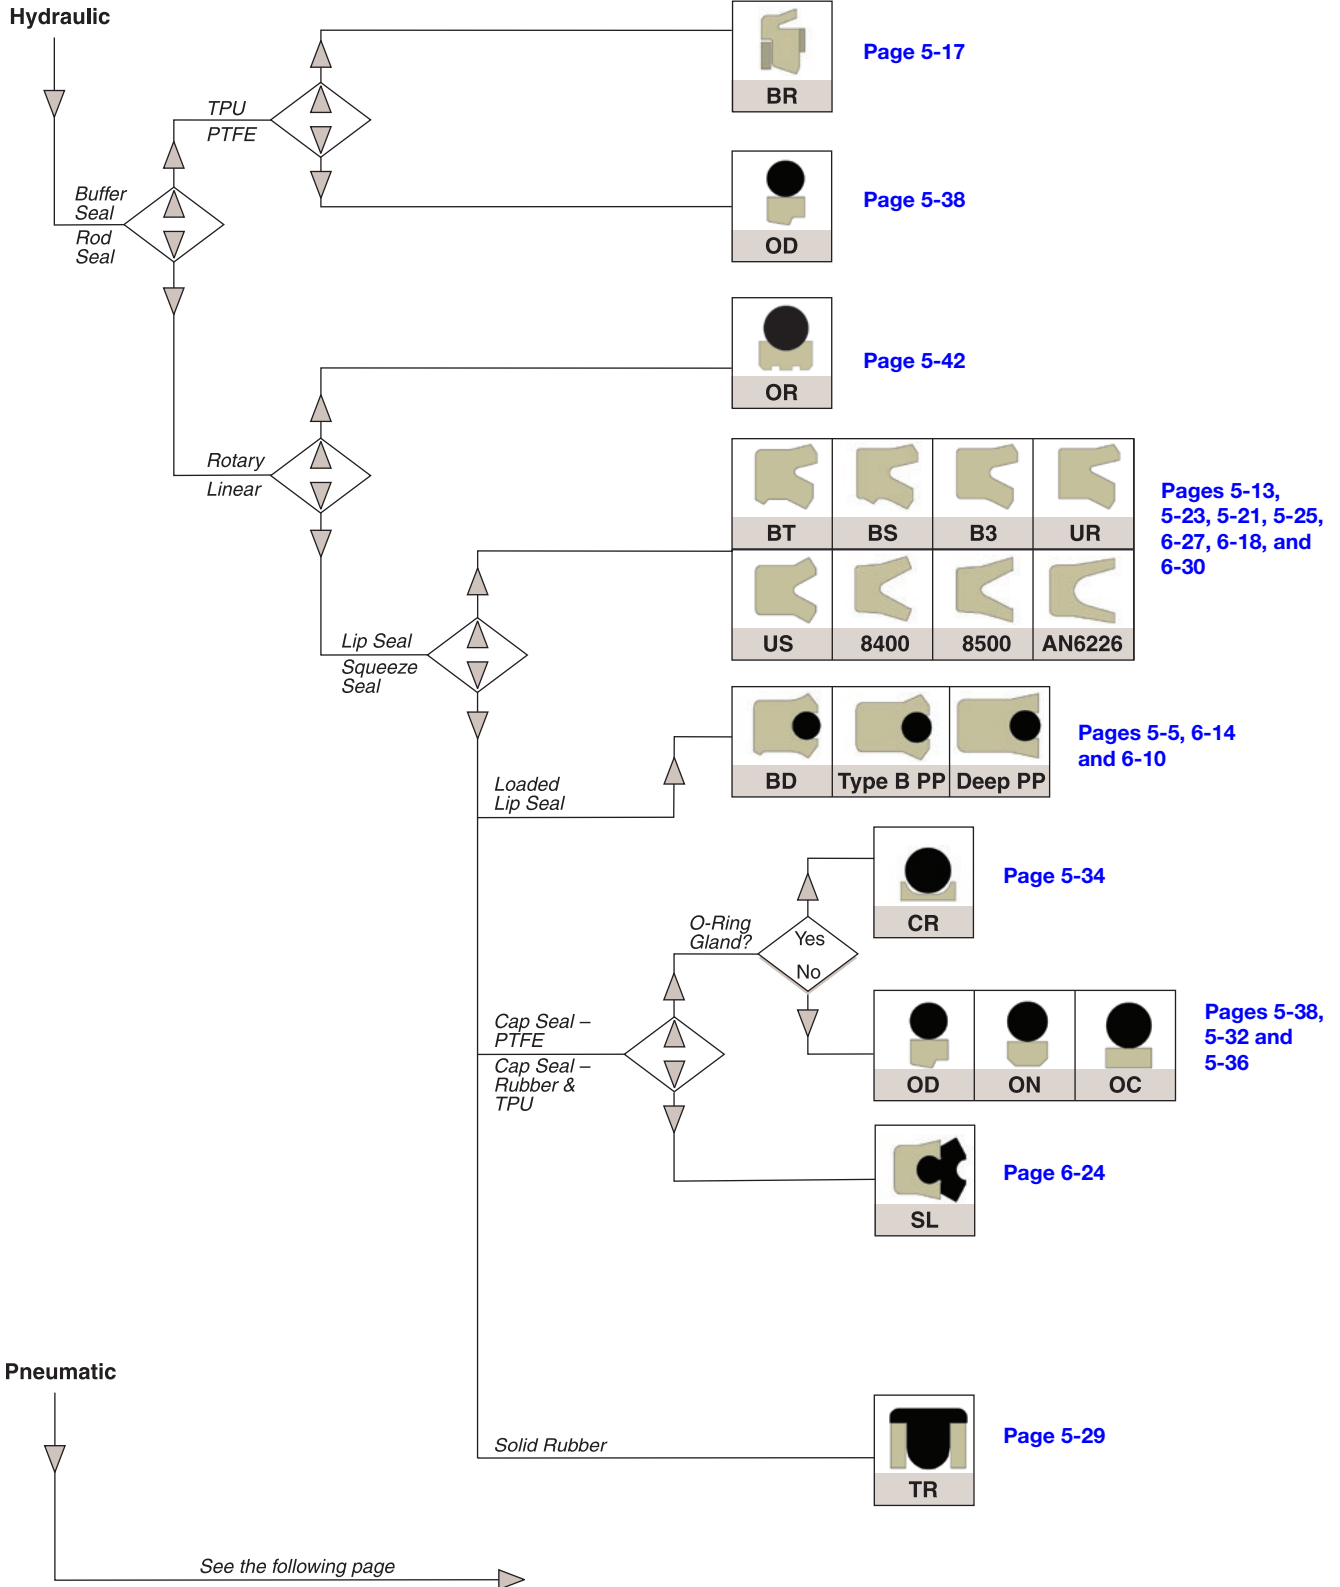 Hydraulic
BR
Page 5-17
TPU
PTFE
Buffer
Seal
Rod
Seal
OD
Page 5-38
OR
Page 5-42
Rotary
Linear
BT BS B3 UR
US 8400 8500 AN6226
Pages 5-13,
5-23, 5-21, 5-25,
6-27, 6-18, and
6-30
Lip Seal
Squeeze
Seal
BD Type B PP Deep PP
Pages 5-5, 6-14
and 6-10
Loaded
Lip Seal
CR
Page 5-34
O-Ring
Gland?
Yes
No
OD ON OC
Pages 5-38,
5-32 and
5-36
Cap Seal –
PTFE
Cap Seal –
Rubber &
TPU
SL
Page 6-24
Pneumatic
Solid Rubber
TR
Page 5-29
See the following page